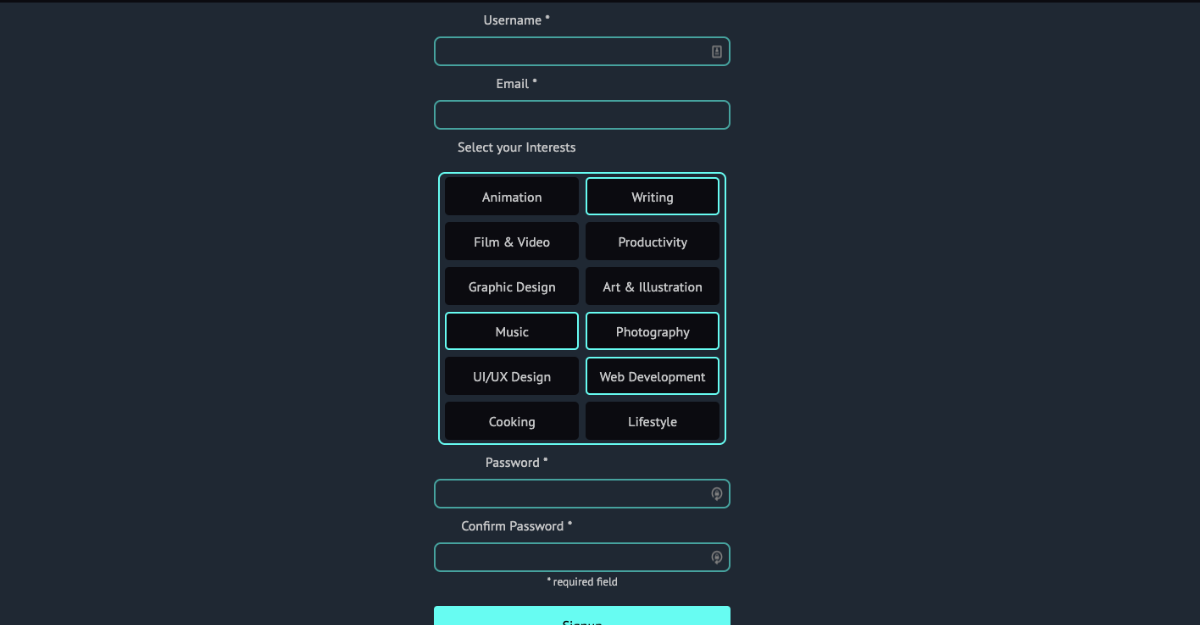 Username *
Email *
Select your Interests
Animation Writing
Film & Video Productivity
Graphic Design Art & Illustration
Music Photography
UI/UX Design Web Development
Cooking Lifestyle
Password *
Confirm Password *
* required field
Signup